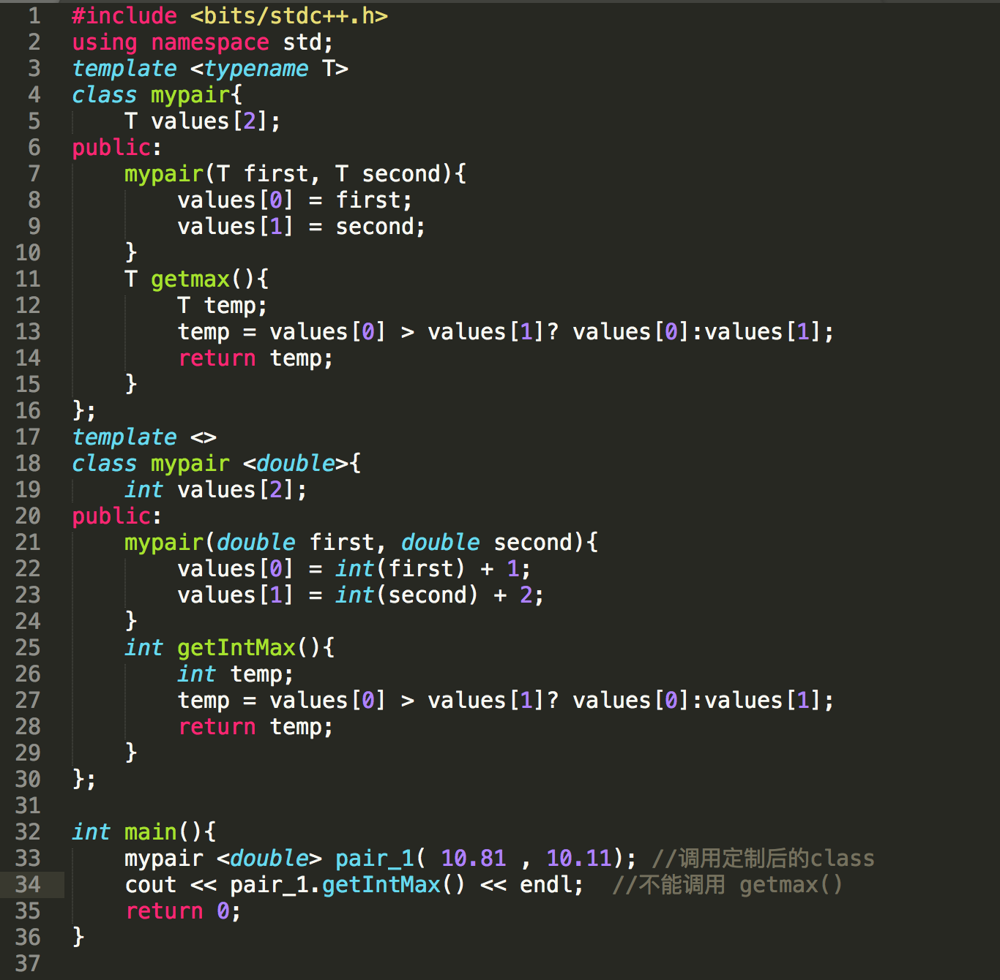 1 #include <bits/stdc++.h>
2 using namespace std;
3 template <typename T>
4 class mypair{
5     T values[2];
6 public:
7     mypair(T first, T second){
8         values[0] = first;
9         values[1] = second;
10     }
11     T getmax(){
12         T temp;
13         temp = values[0] > values[1]? values[0]:values[1];
14         return temp;
15     }
16 };
17 template <>
18 class mypair <double>{
19     int values[2];
20 public:
21     mypair(double first, double second){
22         values[0] = int(first) + 1;
23         values[1] = int(second) + 2;
24     }
25     int getIntMax(){
26         int temp;
27         temp = values[0] > values[1]? values[0]:values[1];
28         return temp;
29     }
30 };
31
32 int main(){
33     mypair <double> pair_1( 10.81 , 10.11); //调用定制后的class
34     cout << pair_1.getIntMax() << endl;  //不能调用 getmax()
35     return 0;
36 }
37